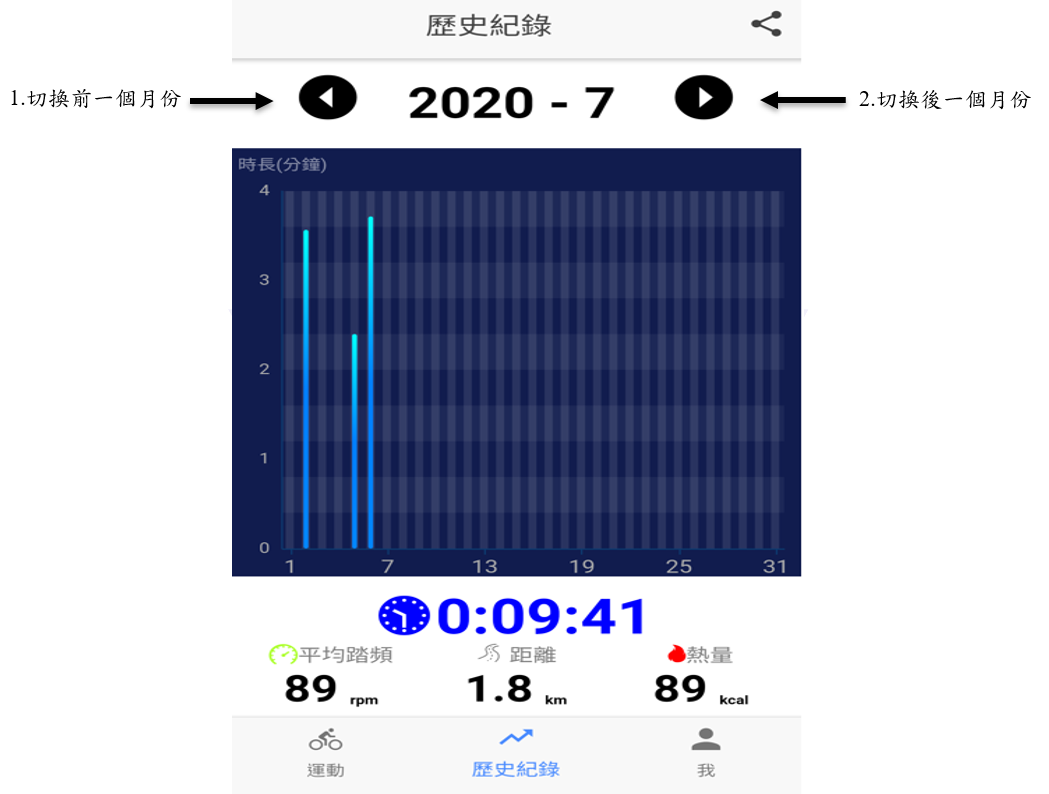 歷史紀錄
1.切換前一個月份
2020 - 7
2.切換後一個月份
時長(分鐘)
4
3
2
1
0
1 7 13 19 25 31
0:09:41
平均踏頻 距離 熱量
89 rpm 1.8 km 89 kcal
運動 歷史紀錄 我